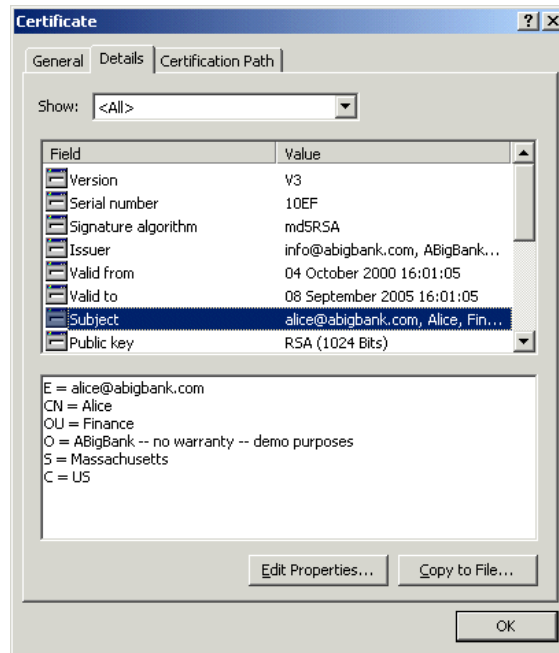 Certificate
General Details Certification Path
Show: <All>
Field Value
Version V3
Serial number 10EF
Signature algorithm md5RSA
Issuer info@abigbank.com, ABigBank...
Valid from 04 October 2000 16:01:05
Valid to 08 September 2005 16:01:05
Subject alice@abigbank.com, Alice, Fin...
Public key RSA (1024 Bits)
E = alice@abigbank.com
CN = Alice
OU = Finance
O = ABigBank -- no warranty -- demo purposes
S = Massachusetts
C = US
Edit Properties... Copy to File...
OK